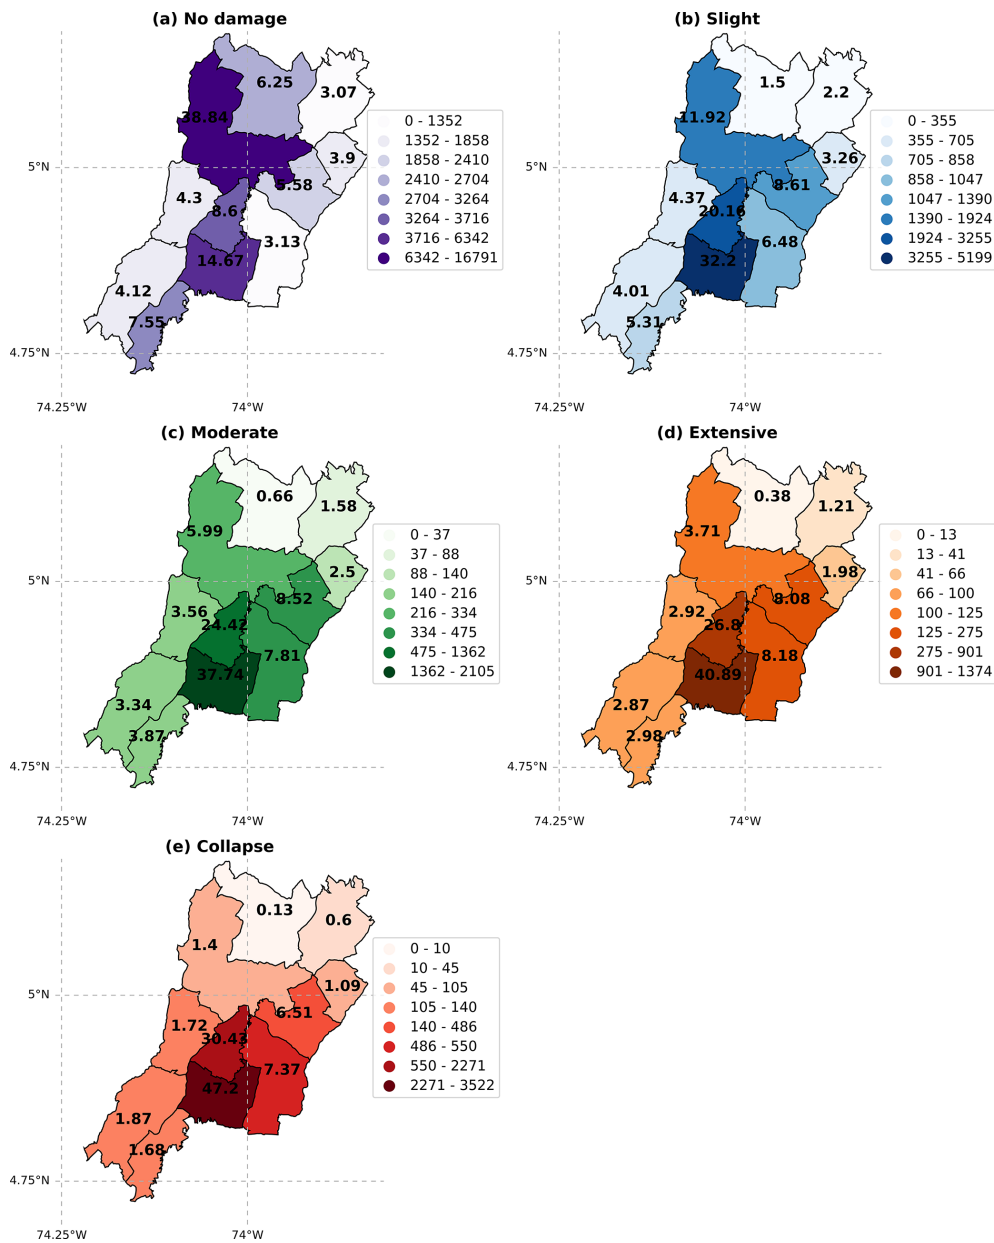 (a) No damage
6.25
3.07
38.84
3.9
5.58
4.3
8.6
3.13
14.67
4.12
7.55
5°N
4.75°N
74.25°W
74°W
0 - 1352
1352 - 1858
1858 - 2410
2410 - 2704
2704 - 3264
3264 - 3716
3716 - 6342
6342 - 16791
(b) Slight
1.5
2.2
11.92
3.26
8.61
4.37
20.16
6.48
32.2
4.01
5.31
5°N
4.75°N
74.25°W
74°W
0 - 355
355 - 705
705 - 858
858 - 1047
1047 - 1390
1390 - 1924
1924 - 3255
3255 - 5199
(c) Moderate
0.66
1.58
5.99
2.5
8.52
3.56
24.42
7.81
37.74
3.34
3.87
5°N
4.75°N
74.25°W
74°W
0 - 37
37 - 88
88 - 140
140 - 216
216 - 334
334 - 475
475 - 1362
1362 - 2105
(d) Extensive
0.38
1.21
3.71
1.98
8.08
2.92
26.8
8.18
40.89
2.87
2.98
5°N
4.75°N
74.25°W
74°W
0 - 13
13 - 41
41 - 66
66 - 100
100 - 125
125 - 275
275 - 901
901 - 1374
(e) Collapse
0.13
0.6
1.4
1.09
6.51
1.72
30.43
7.37
47.2
1.87
1.68
5°N
4.75°N
74.25°W
74°W
0 - 10
10 - 45
45 - 105
105 - 140
140 - 486
486 - 550
550 - 2271
2271 - 3522